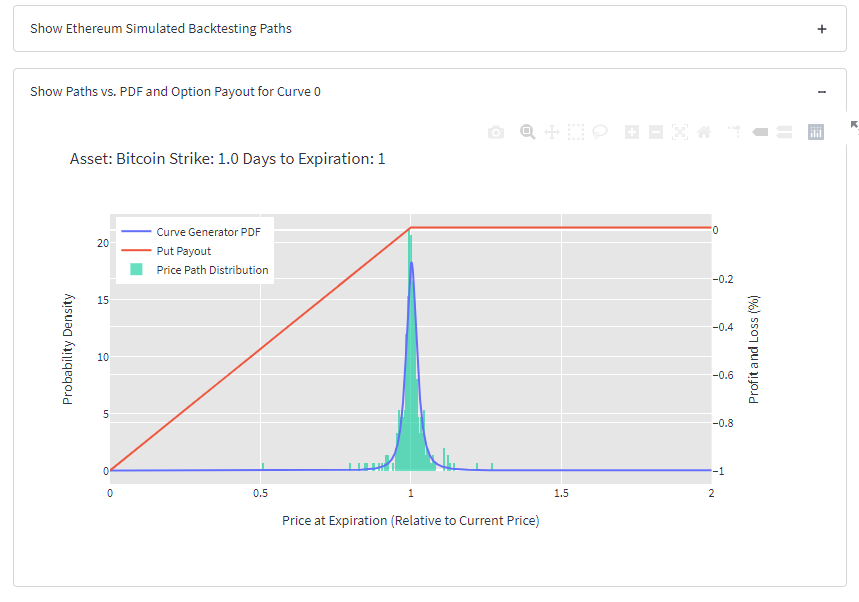 Show Ethereum Simulated Backtesting Paths
+
Show Paths vs. PDF and Option Payout for Curve 0
−
Asset: Bitcoin Strike: 1.0 Days to Expiration: 1
Curve Generator PDF
Put Payout
Price Path Distribution
Probability Density
20
15
10
5
0
0
−0.2
−0.4
−0.6
−0.8
−1
Profit and Loss (%)
0
0.5
1
1.5
2
Price at Expiration (Relative to Current Price)